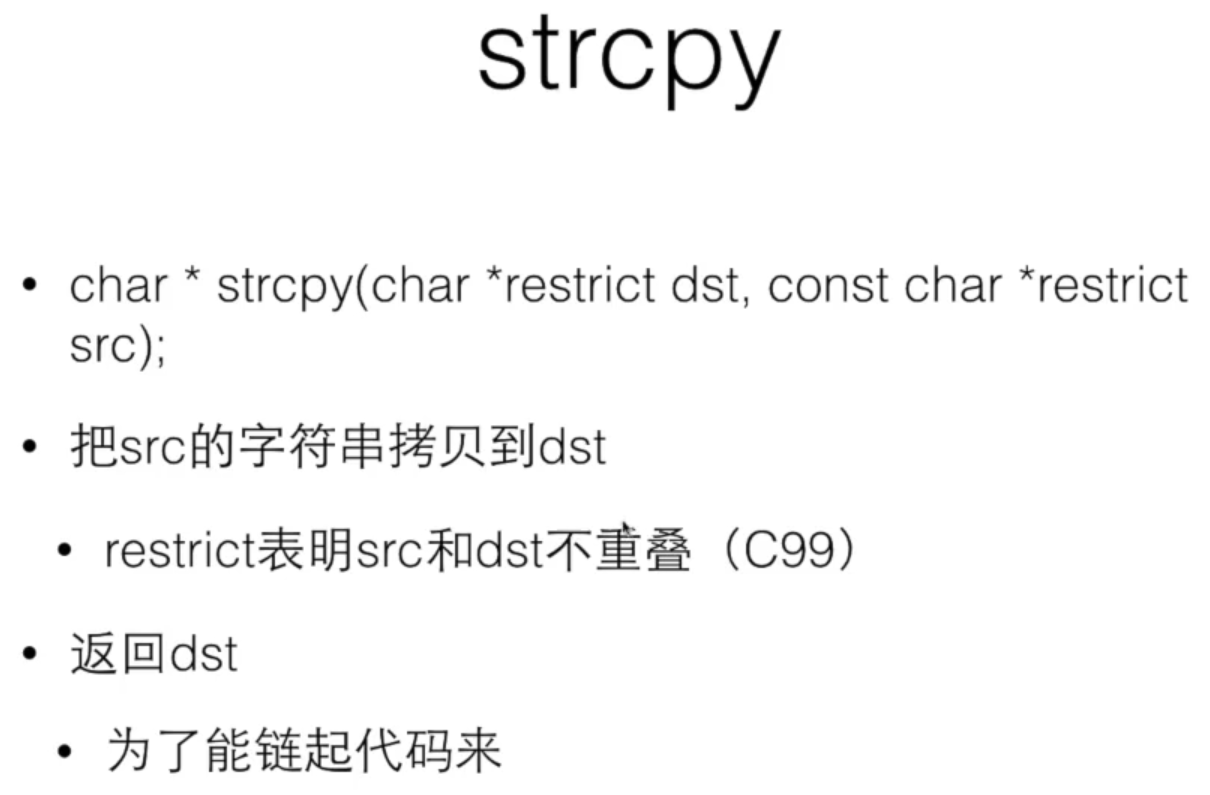 strcpy
• char * strcpy(char *restrict dst, const char *restrict
src);
• 把src的字符串拷贝到dst
• restrict表明src和dst不重叠（C99）
• 返回dst
• 为了能链起代码来